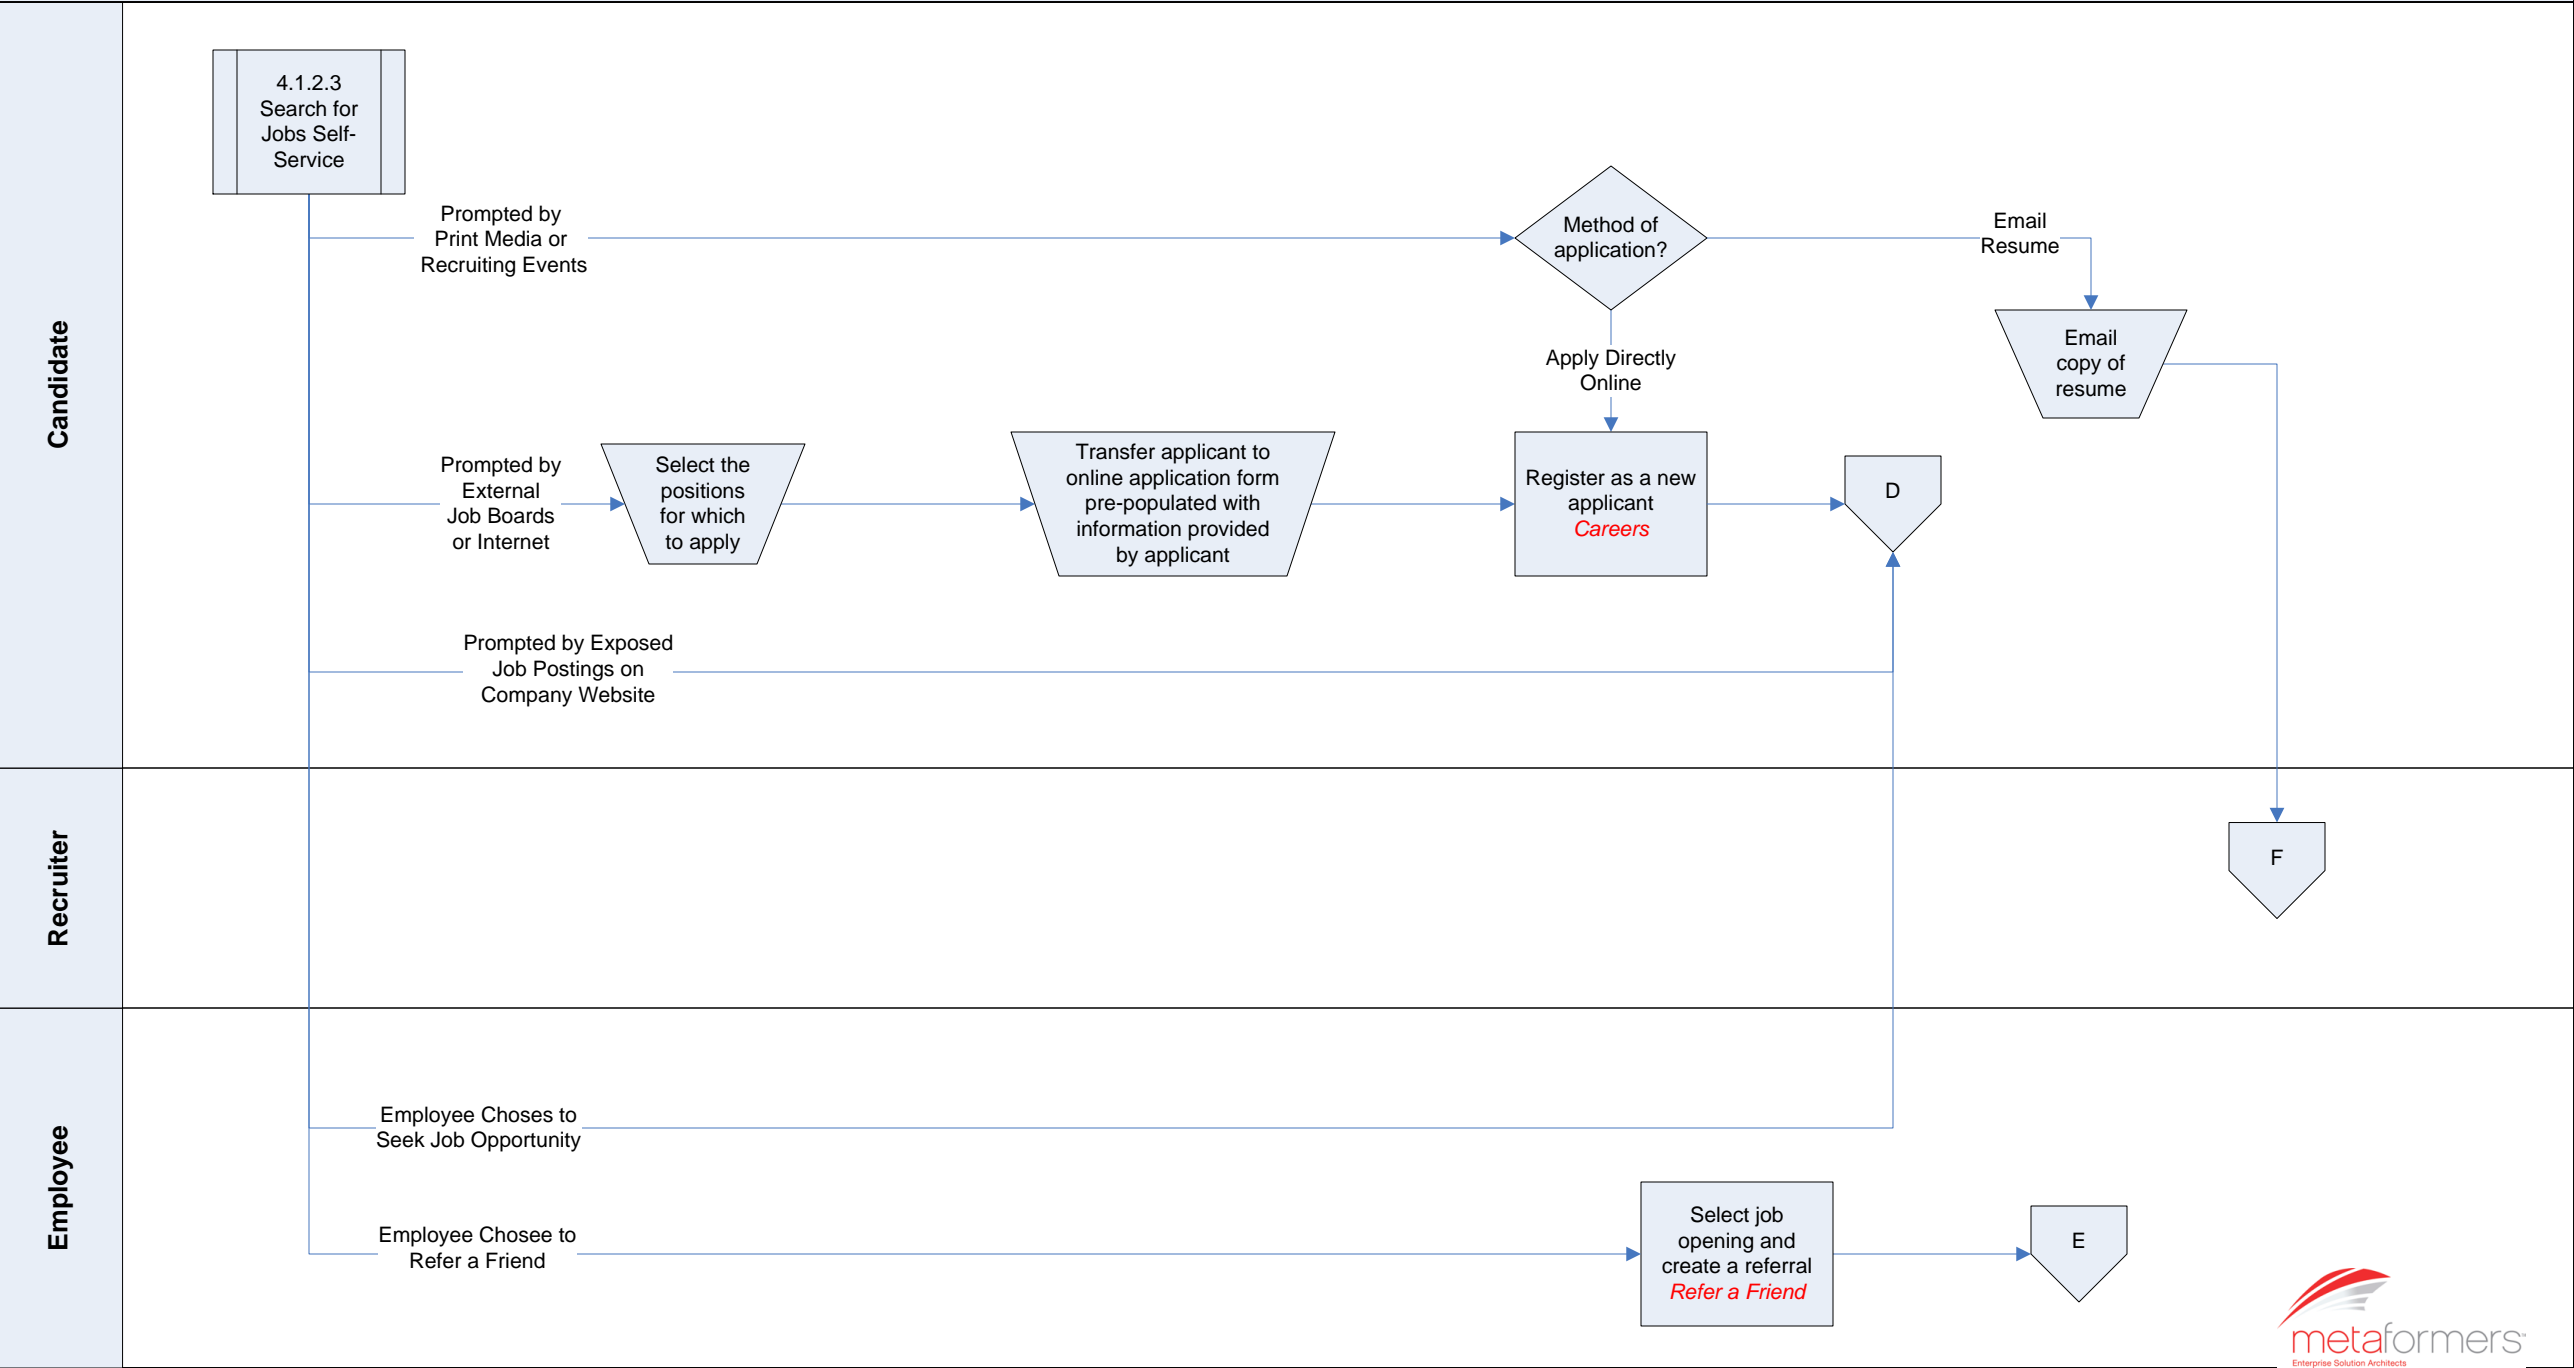 Candidate
4.1.2.3
Search for
Jobs Self-
Service
Prompted by
Print Media or
Recruiting Events
Method of
application?
Email
Resume
Email
copy of
resume
Apply Directly
Online
Prompted by
External
Job Boards
or Internet
Select the
positions
for which
to apply
Transfer applicant to
online application form
pre-populated with
information provided
by applicant
Register as a new
applicant
Careers
D
Prompted by Exposed
Job Postings on
Company Website
Recruiter
F
Employee
Employee Choses to
Seek Job Opportunity
Employee Chosee to
Refer a Friend
Select job
opening and
create a referral
Refer a Friend
E
metaformers™
Enterprise Solution Architects